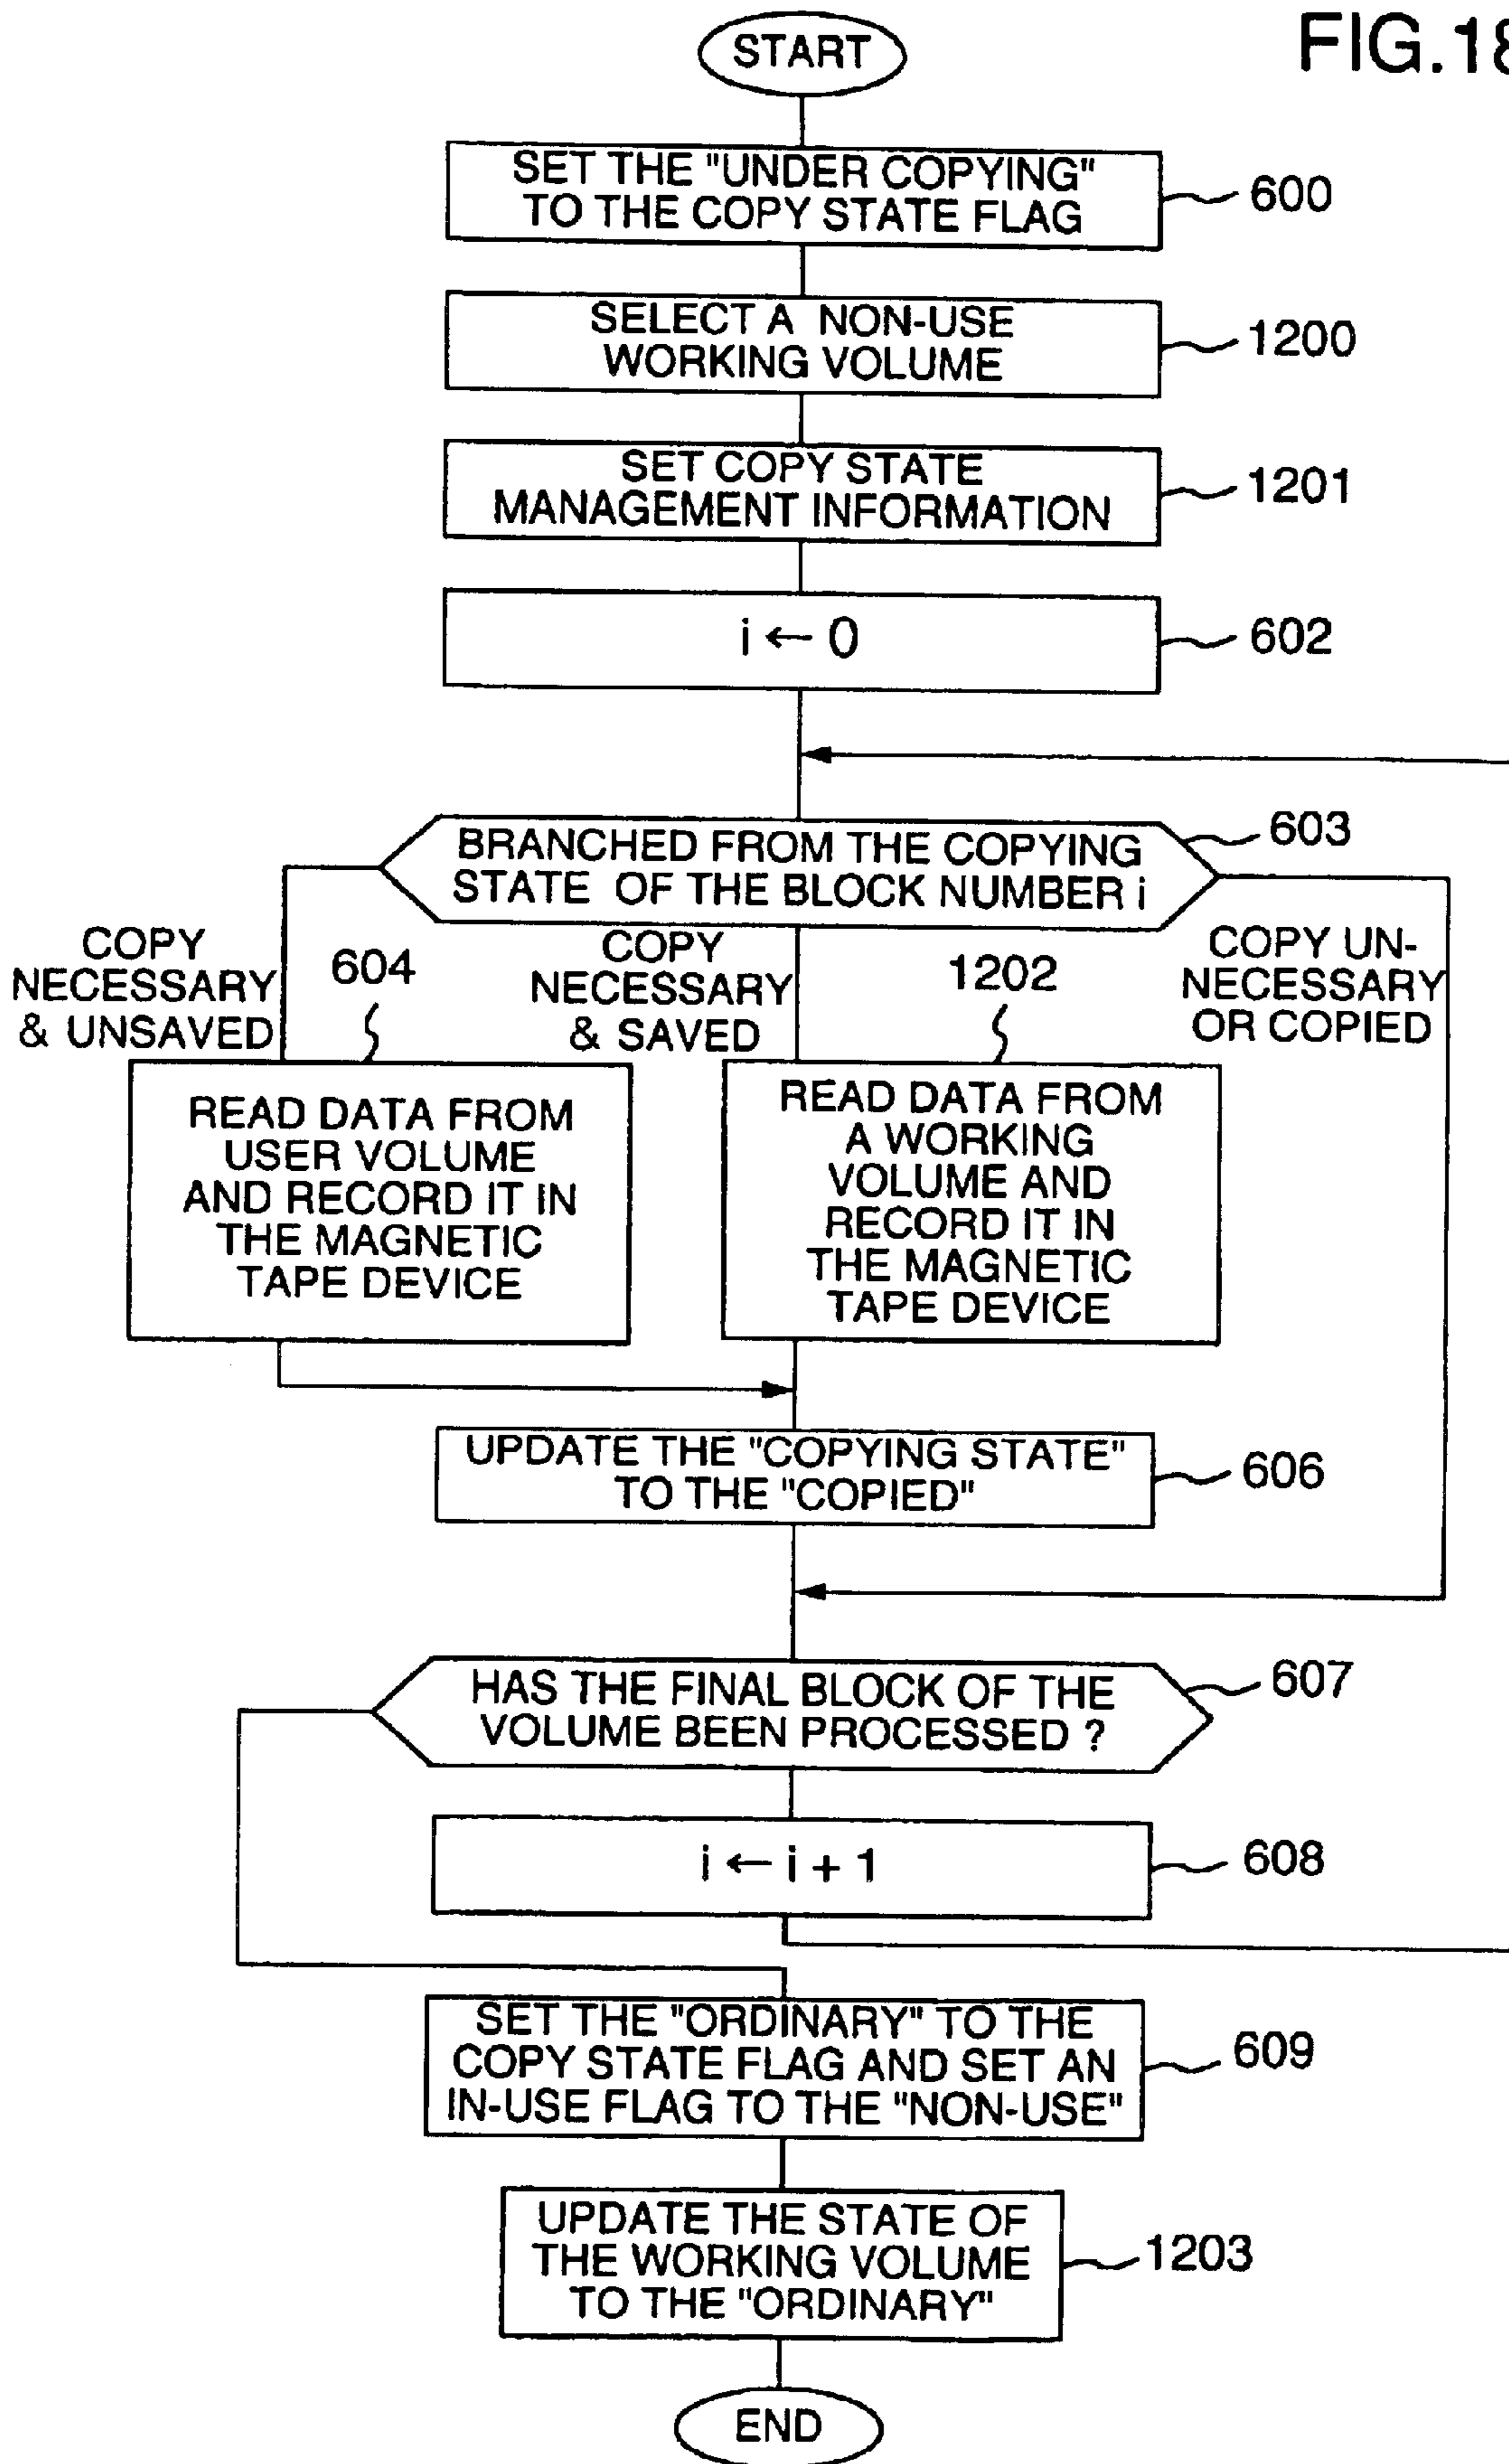 FIG.18
START
SET THE "UNDER COPYING"
TO THE COPY STATE FLAG
600
SELECT A NON-USE
WORKING VOLUME
1200
SET COPY STATE
MANAGEMENT INFORMATION
1201
i ← 0
602
BRANCHED FROM THE COPYING
STATE OF THE BLOCK NUMBER i
603
COPY
NECESSARY
& UNSAVED
604
COPY
NECESSARY
& SAVED
1202
COPY UN-
NECESSARY
OR COPIED
READ DATA FROM
USER VOLUME
AND RECORD IT IN
THE MAGNETIC
TAPE DEVICE
READ DATA FROM
A WORKING
VOLUME AND
RECORD IT IN
THE MAGNETIC
TAPE DEVICE
UPDATE THE "COPYING STATE"
TO THE "COPIED"
606
HAS THE FINAL BLOCK OF THE
VOLUME BEEN PROCESSED ?
607
i ← i + 1
608
SET THE "ORDINARY" TO THE
COPY STATE FLAG AND SET AN
IN-USE FLAG TO THE "NON-USE"
609
UPDATE THE STATE OF
THE WORKING VOLUME
TO THE "ORDINARY"
1203
END